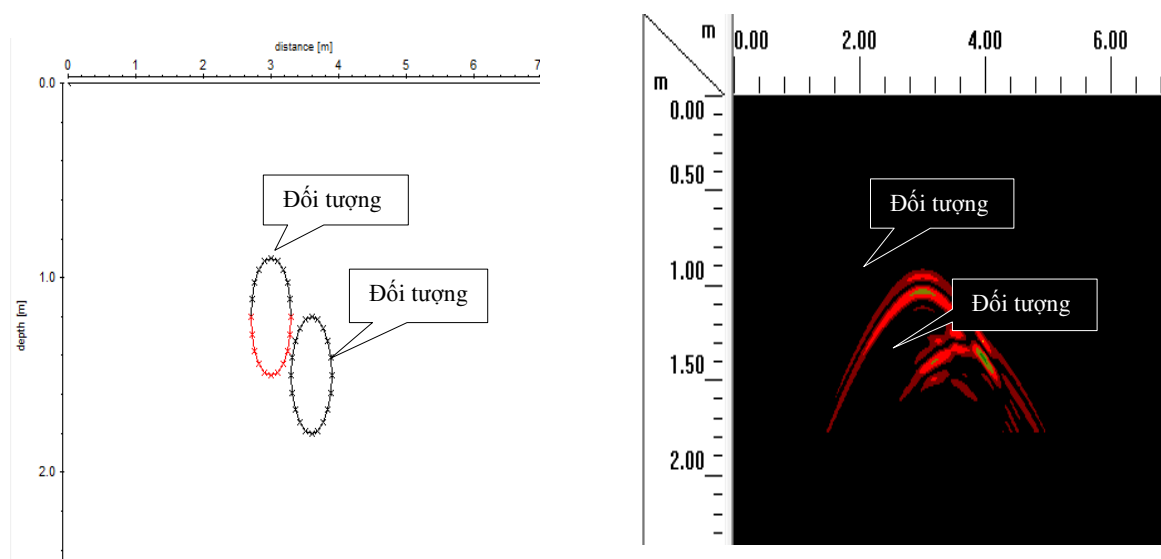 distance [m]
0 1 2 3 4 5 6 7
0.0
Đối tượng
1.0
Đối tượng
depth [m]
2.0
m
m
0.00 2.00 4.00 6.00
0.00
0.50
Đối tượng
1.00
Đối tượng
1.50
2.00